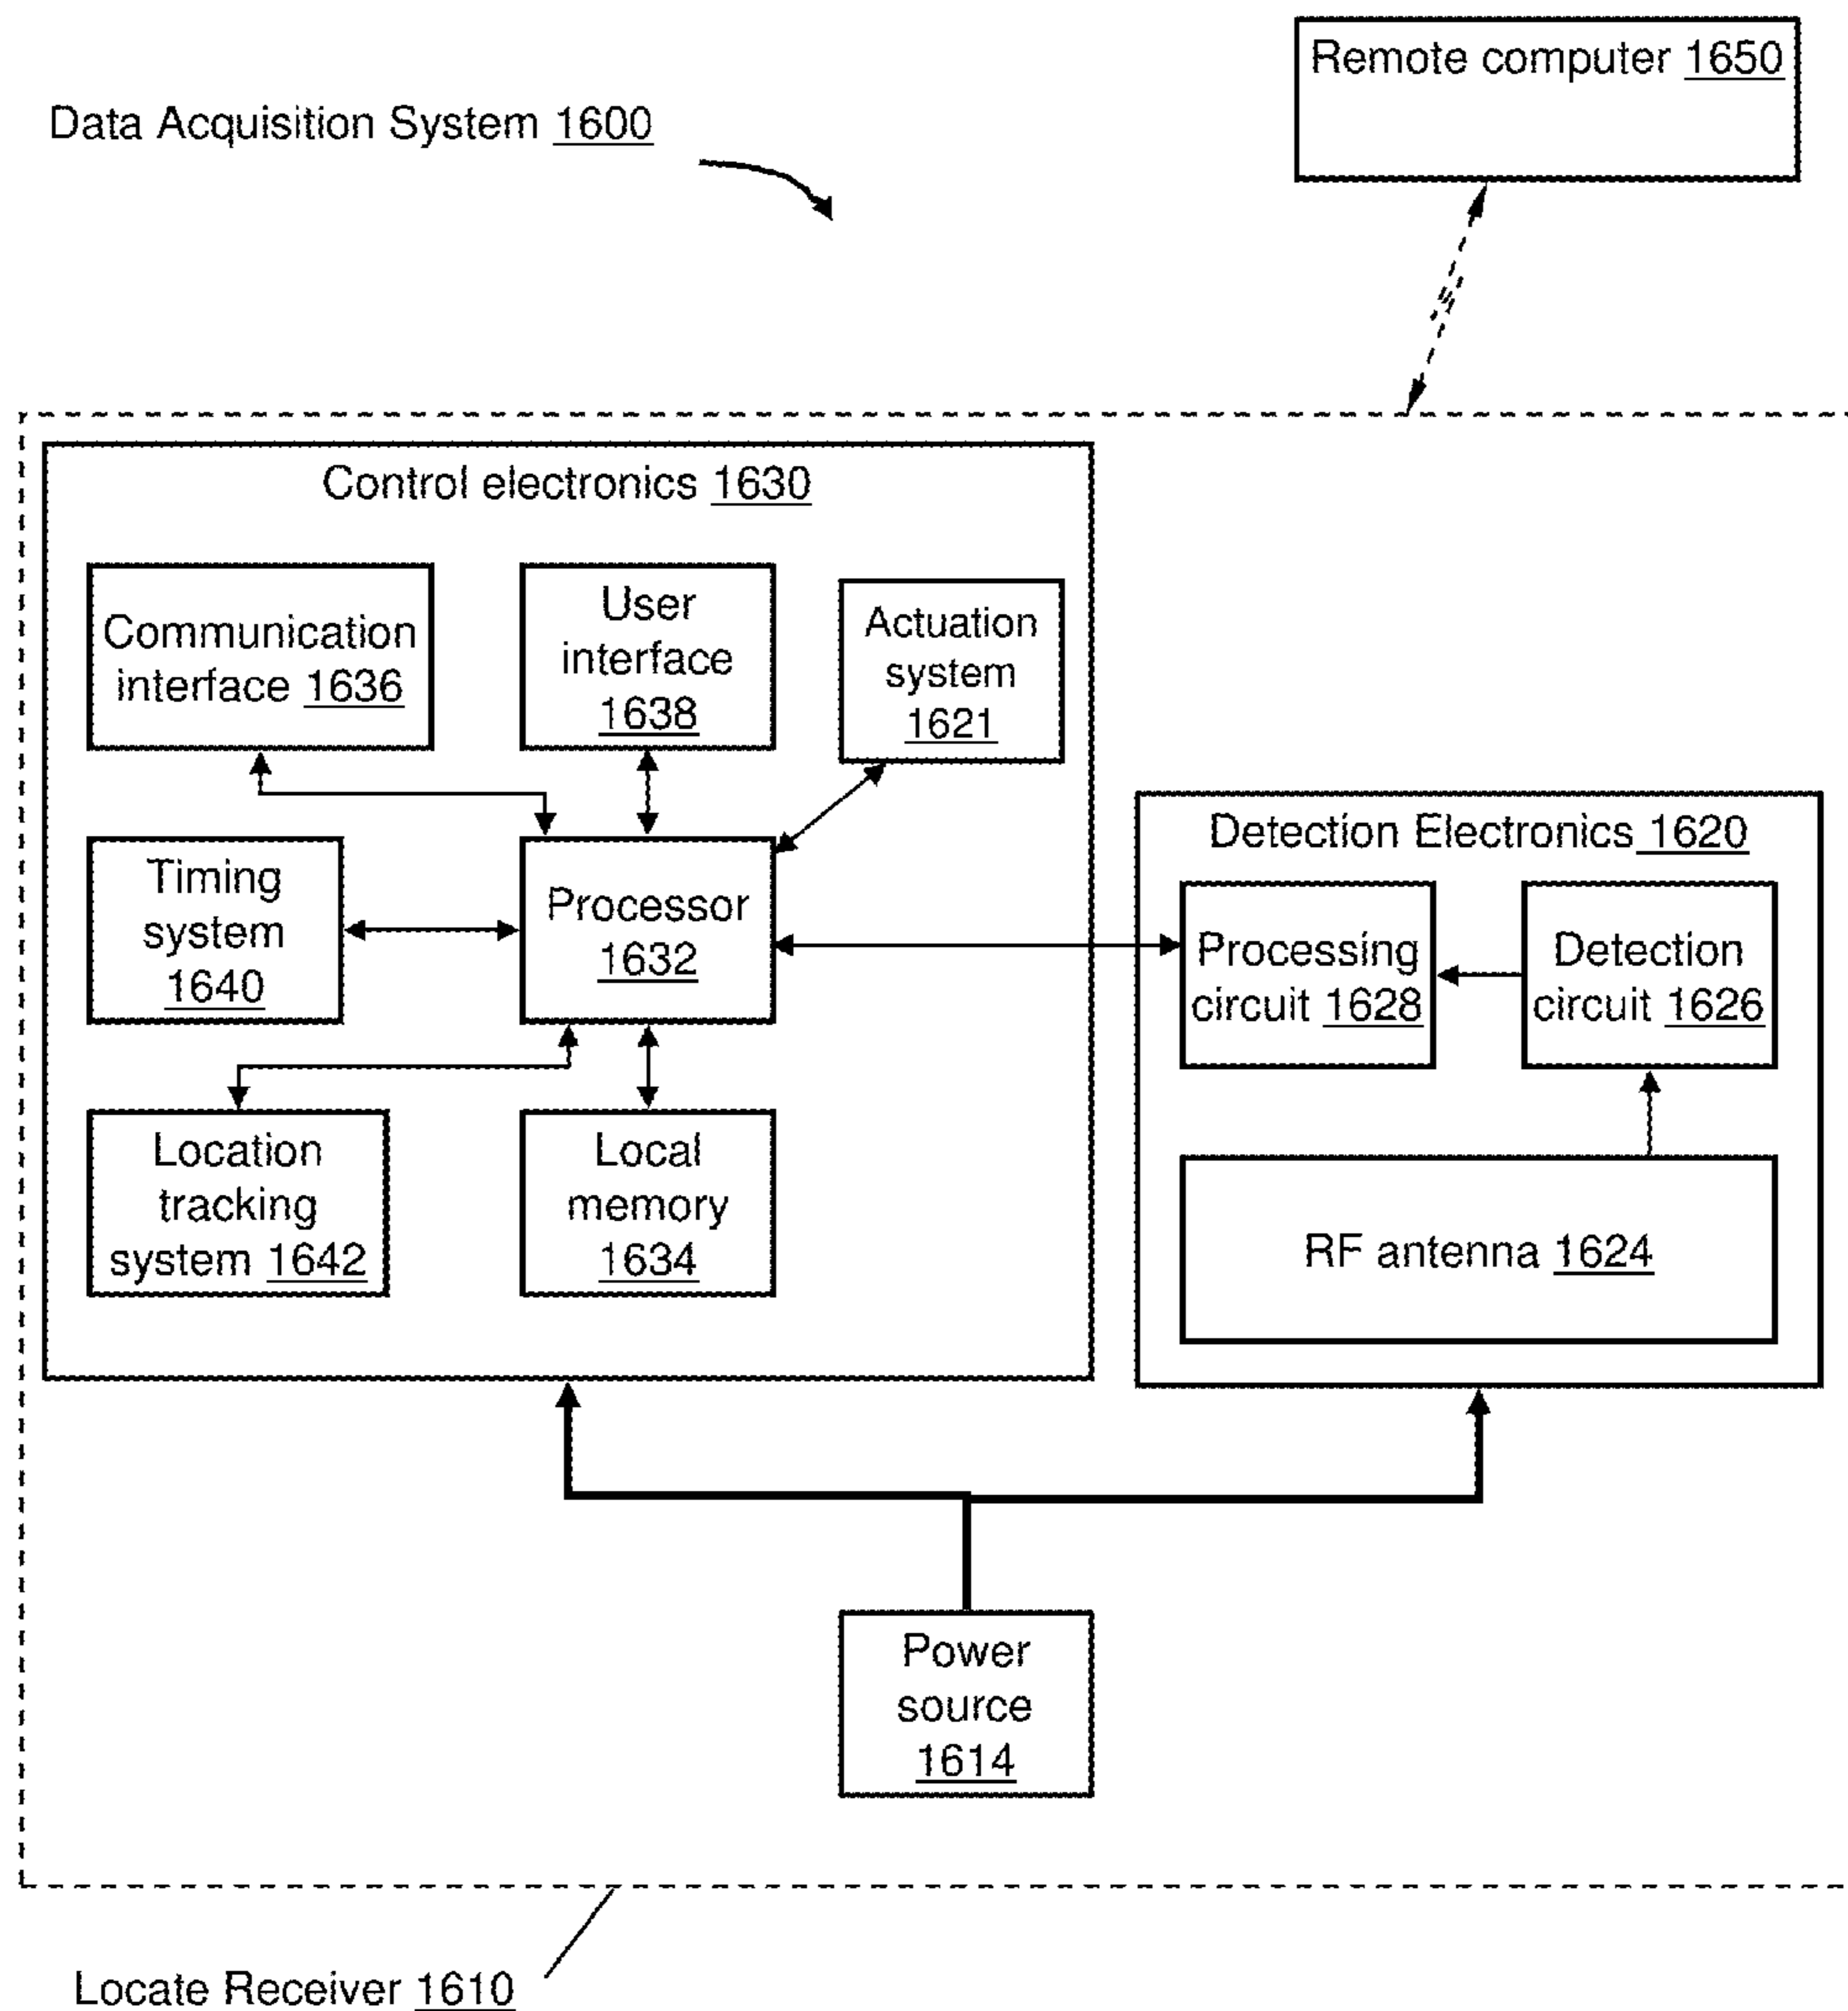 Remote computer 1650
Data Acquisition System 1600
Control electronics 1630
Communication
interface 1636
User
interface
1638
Actuation
system
1621
Timing
system
1640
Processor
1632
Location
tracking
system 1642
Local
memory
1634
Detection Electronics 1620
Processing
circuit 1628
Detection
circuit 1626
RF antenna 1624
Power
source
1614
Locate Receiver 1610